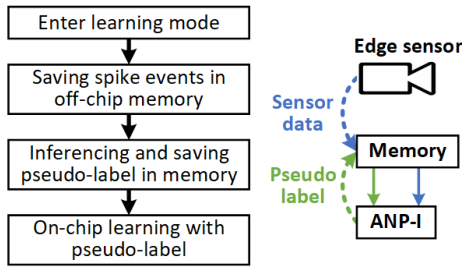 Enter learning mode
Saving spike events in
off-chip memory
Inferencing and saving
pseudo-label in memory
On-chip learning with
pseudo-label
Edge sensor
Sensor
data
Memory
Pseudo
label
ANP-I